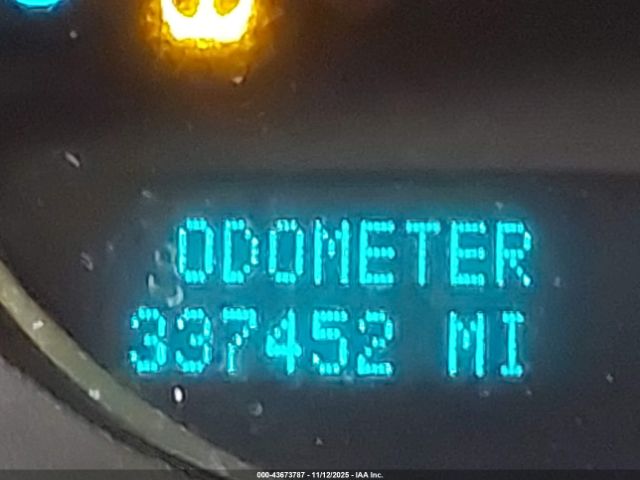 ODOMETER
337452 MI
000-43673787 - 11/12/2025 - IAA Inc.